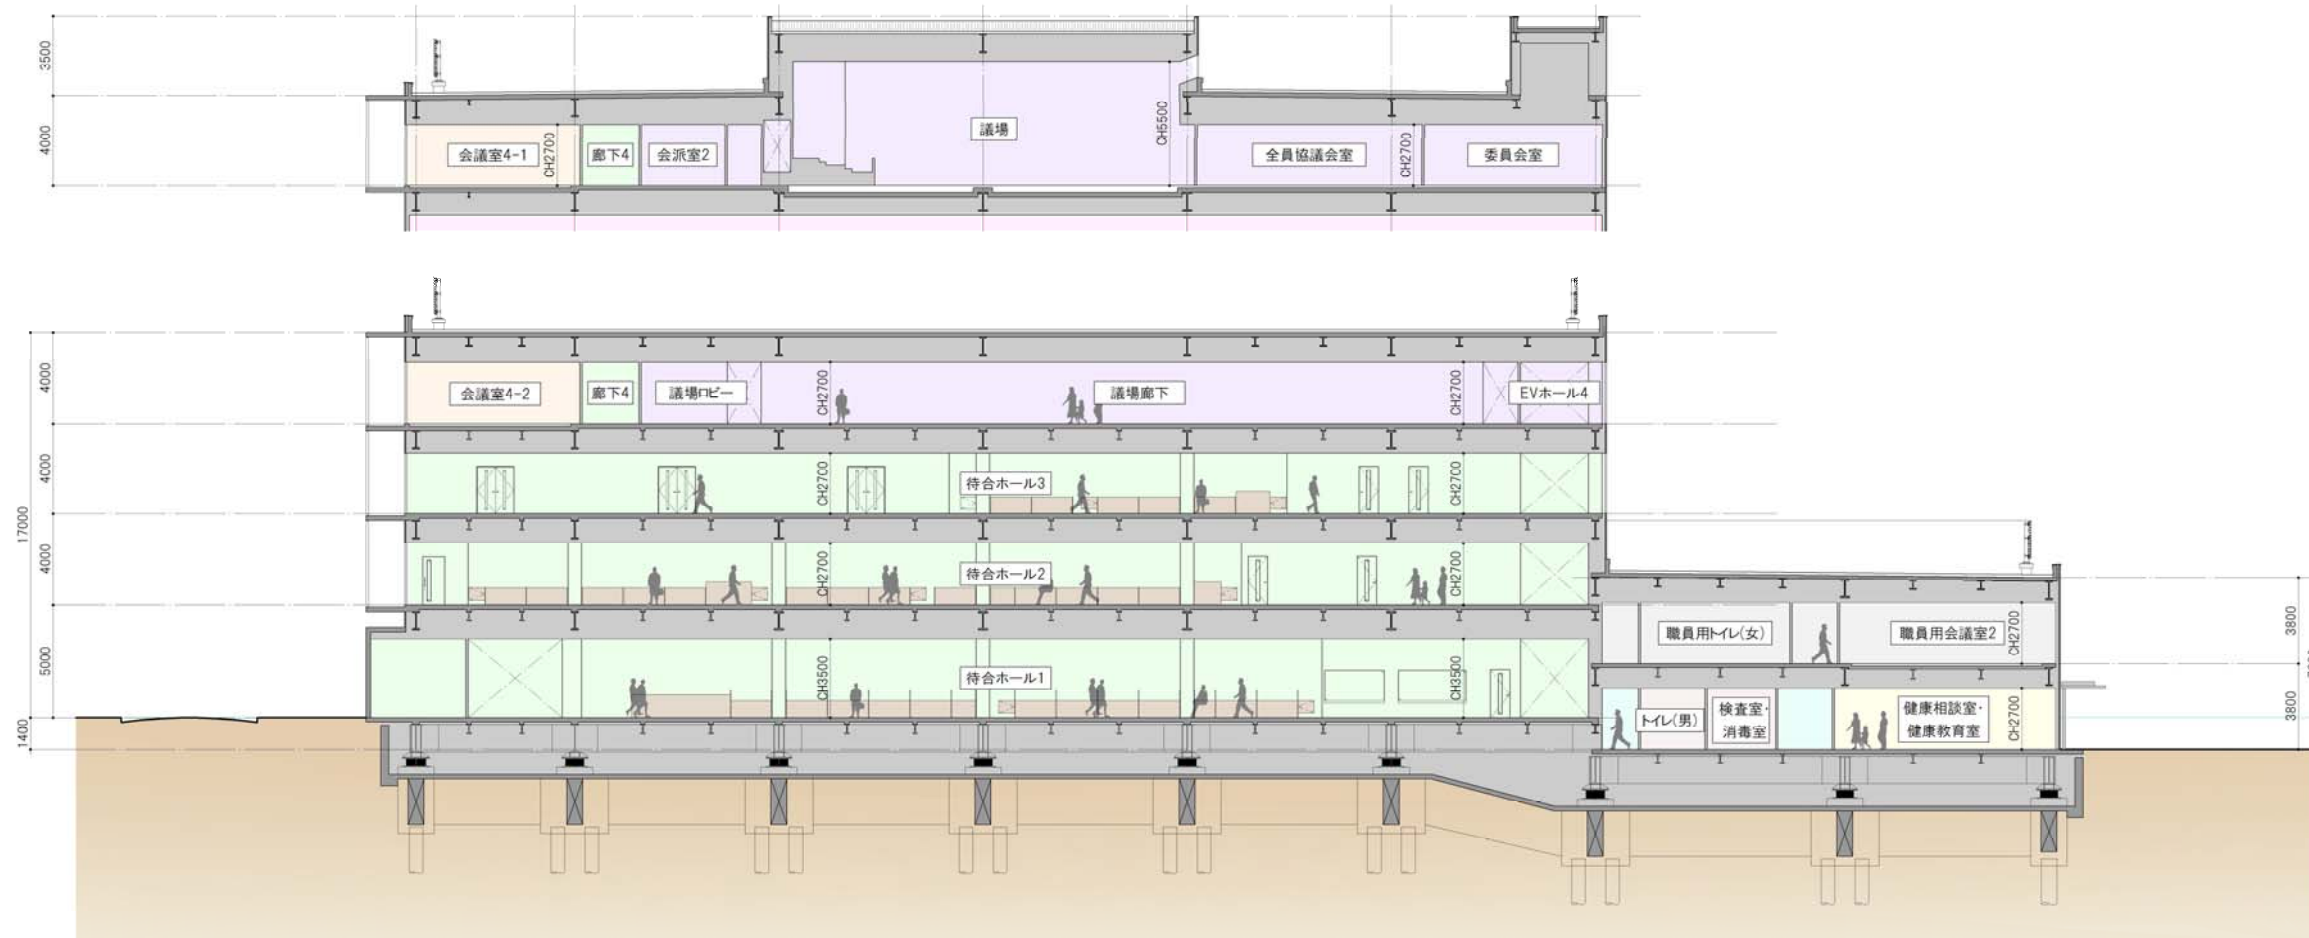 3500
4000
会議室4-1
CH2700
廊下4
会派室2
議場
CH5500
全員協議会室
CH2700
委員会室
17000
1400
4000
4000
4000
5000
会議室4-2
廊下4
議場ロビー
CH2700
議場廊下
CH2700
EVホール4
CH2700
待合ホール3
CH2700
CH2700
待合ホール2
CH2700
CH3500
待合ホール1
CH3500
職員用トイレ(女)
職員用会議室2
CH2700
トイレ(男)
検査室・
消毒室
健康相談室・
健康教育室
CH2700
3800
3800